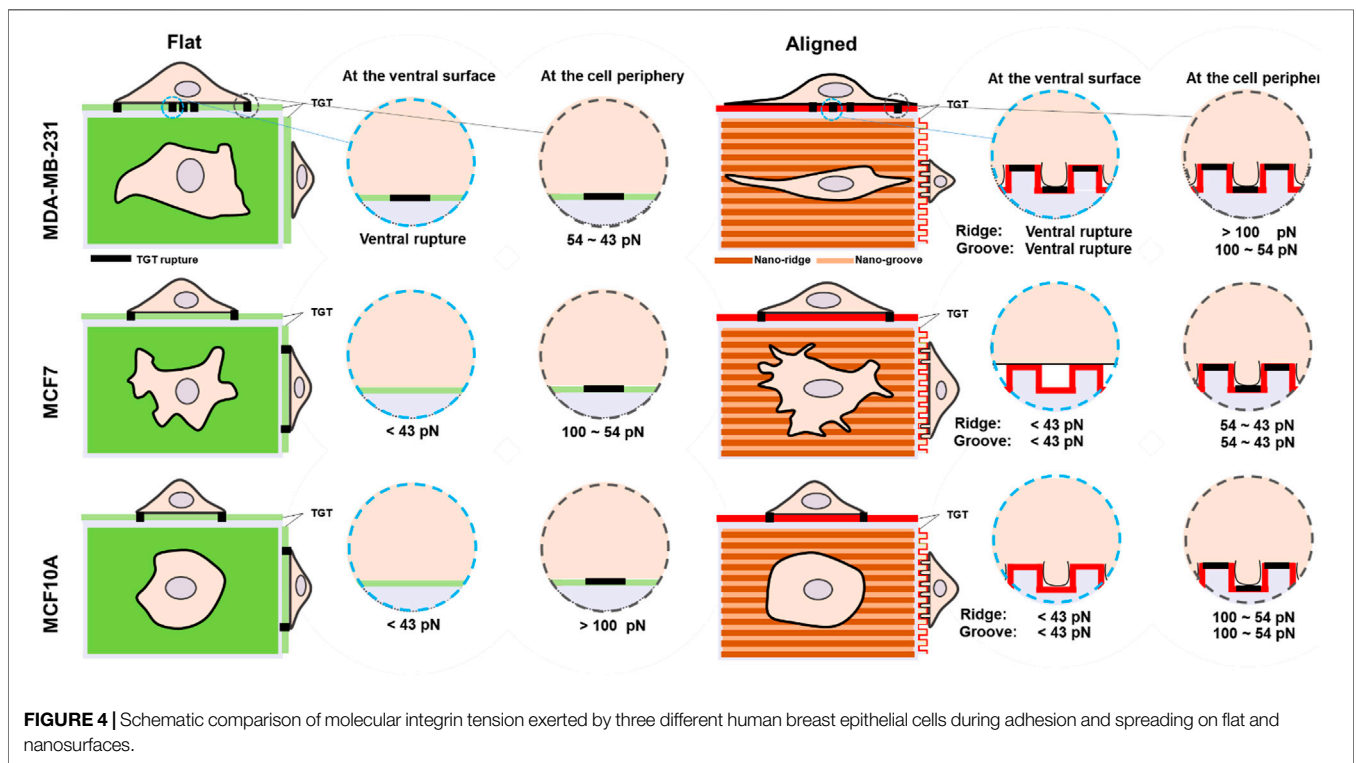 Flat
Aligned
At the ventral surface
At the cell periphery
At the ventral surface
At the cell peripher
MDA-MB-231
TGT
TGT
Ventral rupture
54 ~ 43 pN
Ridge: Ventral rupture
Groove: Ventral rupture
> 100 pN
100 ~ 54 pN
TGT rupture
Nano-ridge
Nano-groove
MCF7
TGT
TGT
< 43 pN
100 ~ 54 pN
Ridge: < 43 pN
Groove: < 43 pN
54 ~ 43 pN
54 ~ 43 pN
MCF10A
TGT
TGT
< 43 pN
> 100 pN
Ridge: < 43 pN
Groove: < 43 pN
100 ~ 54 pN
100 ~ 54 pN
FIGURE 4 | Schematic comparison of molecular integrin tension exerted by three different human breast epithelial cells during adhesion and spreading on flat and
nanosurfaces.